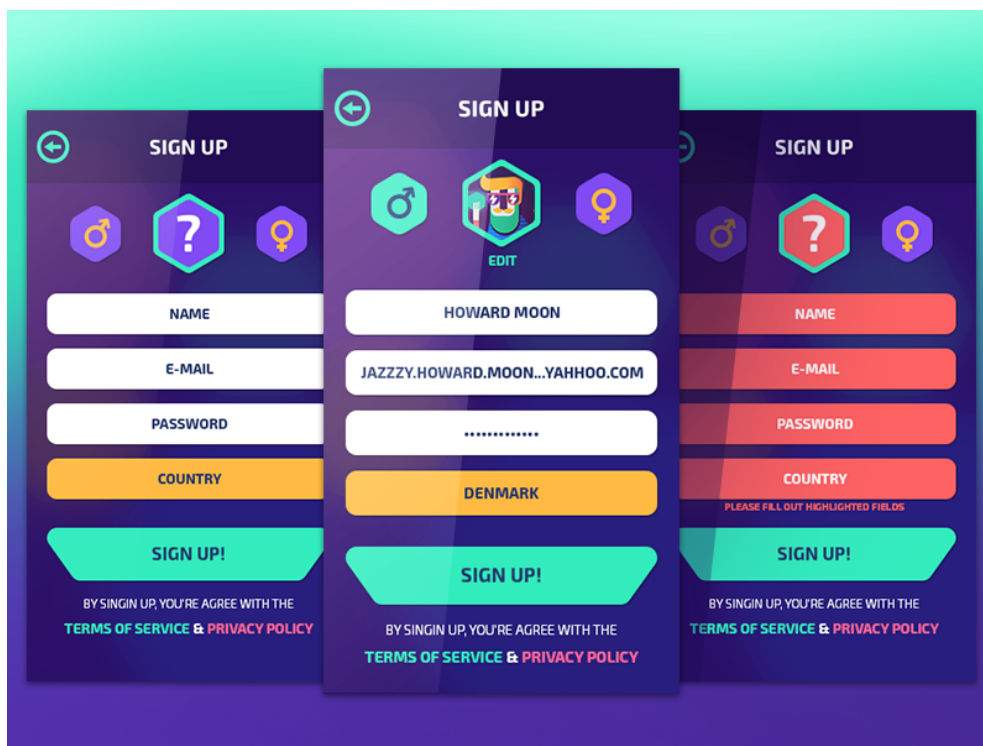 SIGN UP
?
NAME
E-MAIL
PASSWORD
COUNTRY
SIGN UP!
BY SINGIN UP, YOU'RE AGREE WITH THE
TERMS OF SERVICE & PRIVACY POLICY
SIGN UP
EDIT
HOWARD MOON
JAZZZY.HOWARD.MOON...YAHHOO.COM
•••••••••••••
DENMARK
SIGN UP!
BY SINGIN UP, YOU'RE AGREE WITH THE
TERMS OF SERVICE & PRIVACY POLICY
SIGN UP
?
NAME
E-MAIL
PASSWORD
COUNTRY
PLEASE FILL OUT HIGHLIGHTED FIELDS
SIGN UP!
BY SINGIN UP, YOU'RE AGREE WITH THE
TERMS OF SERVICE & PRIVACY POLICY